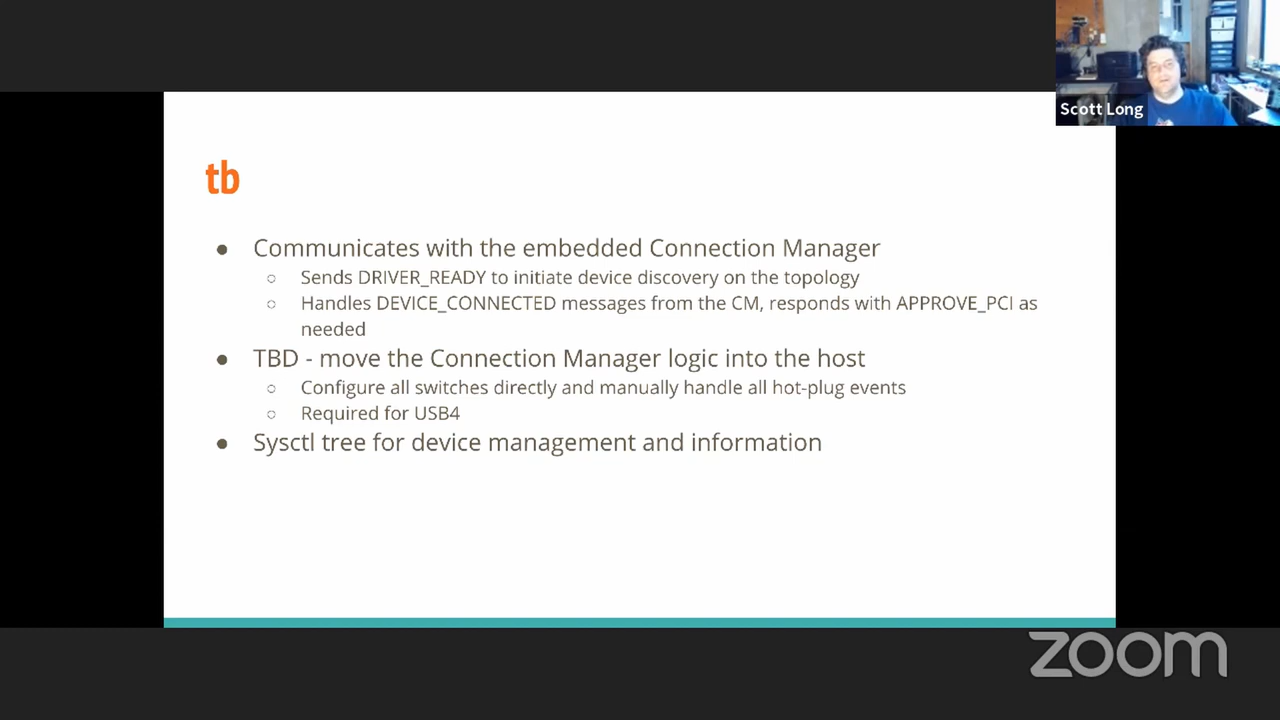 Scott Long
tb
● Communicates with the embedded Connection Manager
○ Sends DRIVER_READY to initiate device discovery on the topology
○ Handles DEVICE_CONNECTED messages from the CM, responds with APPROVE_PCI as
needed
● TBD - move the Connection Manager logic into the host
○ Configure all switches directly and manually handle all hot-plug events
○ Required for USB4
● Sysctl tree for device management and information
zoom